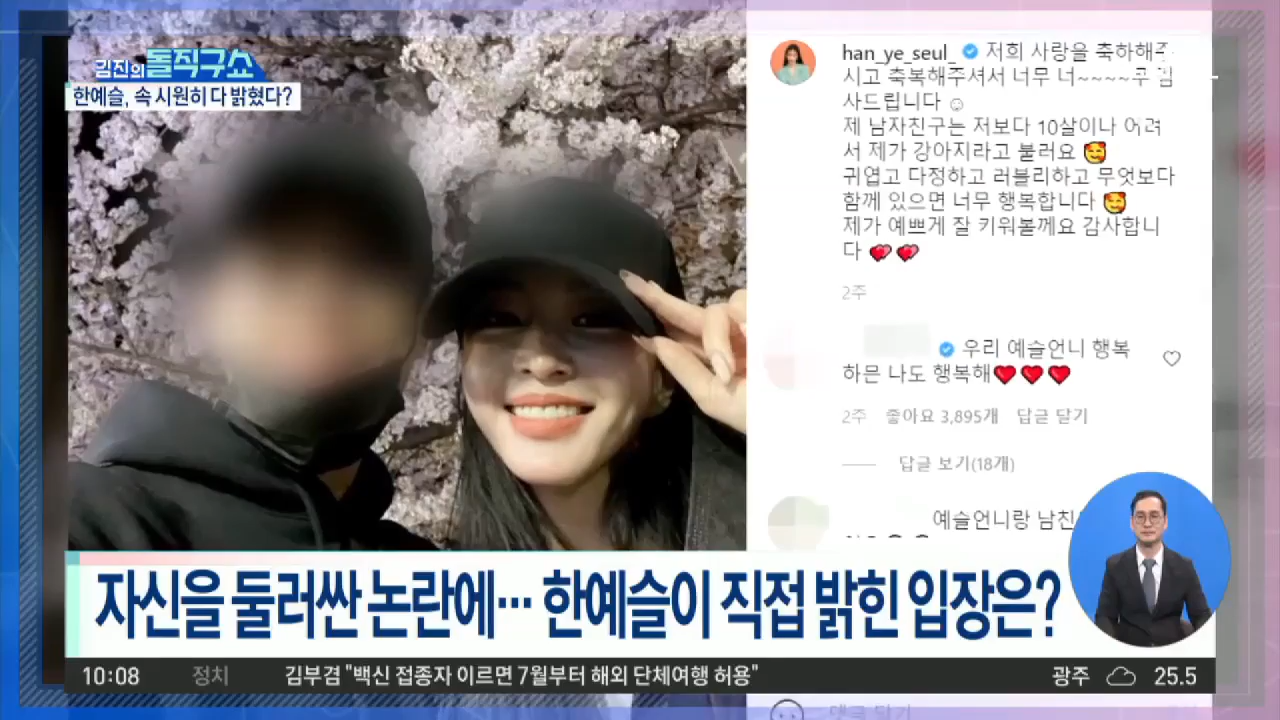 김진의 돌직구쇼
한예슬, 속 시원히 다 밝혔다?
han_ye_seul_ 저희 사랑을 축하해주
시고 축복해주셔서 너무 너~~~~무 감
사드립니다
제 남자친구는 저보다 10살이나 어려
서 제가 강아지라고 불러요 🥰
귀엽고 다정하고 러블리하고 무엇보다
함께 있으면 너무 행복합니다 🥰
제가 예쁘게 잘 키워볼께요 감사합니
다 💕 💕
2주
우리 예슬언니 행복
하믄 나도 행복해❤️❤️❤️
2주 좋아요 3,895개 답글 달기
답글 보기(18개)
예슬언니랑 남친
자신을 둘러싼 논란에… 한예슬이 직접 밝힌 입장은?
10:08 정치 김부겸 "백신 접종자 이르면 7월부터 해외 단체여행 허용" 광주 25.5
댓글 달기